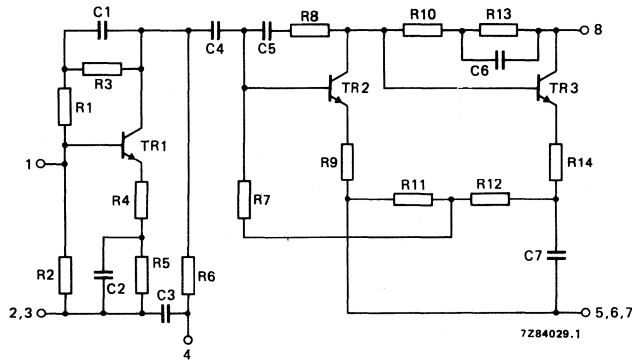 C1
R3
R1
1
TR1
R4
R2
C2
R5
C3
R6
2,3
4
C4
C5
R8
R10
R13
8
C6
TR2
TR3
R9
R14
R7
R11
R12
C7
5,6,7
7Z84029.1